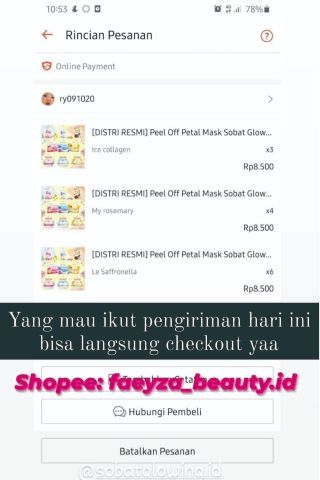 10:53 78%
Rincian Pesanan
Online Payment
ry091020
[DISTRI RESMI] Peel Off Petal Mask Sobat Glow...
Ice collagen x3
Rp8.500
[DISTRI RESMI] Peel Off Petal Mask Sobat Glow...
My rosemary x4
Rp8.500
[DISTRI RESMI] Peel Off Petal Mask Sobat Glow...
Le Saffronella x6
Rp8.500
Yang mau ikut pengiriman hari ini
bisa langsung checkout yaa
Shopee: faeyza_beauty.id
Hubungi Pembeli
Batalkan Pesanan
@sobatglowing.id